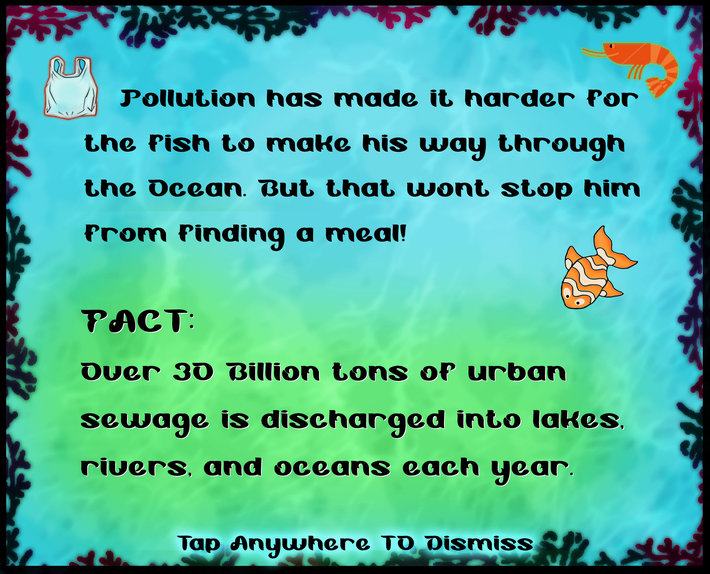 Pollution has made it harder for
the fish to make his way through
the Ocean. But that wont stop him
from finding a meal!
FACT:
Over 30 Billion tons of urban
sewage is discharged into lakes,
rivers, and oceans each year.
Tap Anywhere TO Dismiss